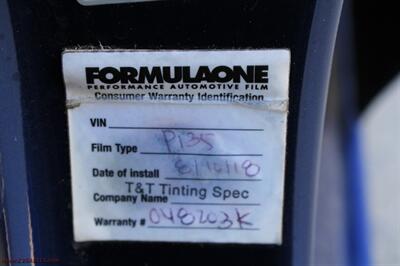 FORMULAONE
PERFORMANCE AUTOMOTIVE FILM
Consumer Warranty Identification
VIN
Film Type Pi35
Date of install 8/16/18
T&T Tinting Spec
Company Name
Warranty # 048203K